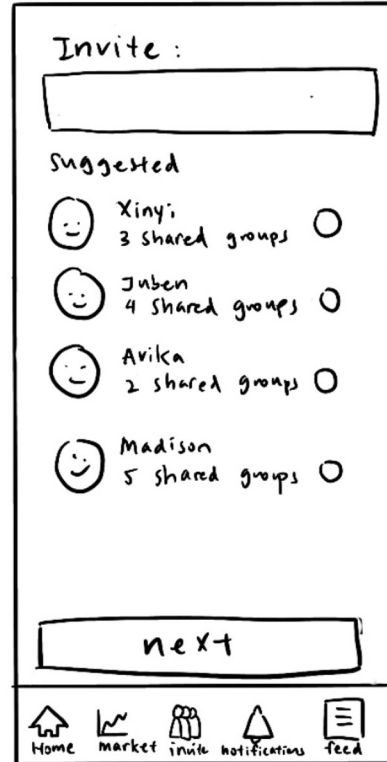 Invite :
Suggested
Xinyi
3 shared groups
Juben
4 shared groups
Avika
2 shared groups
Madison
5 shared groups
next
Home market invite notifications feed